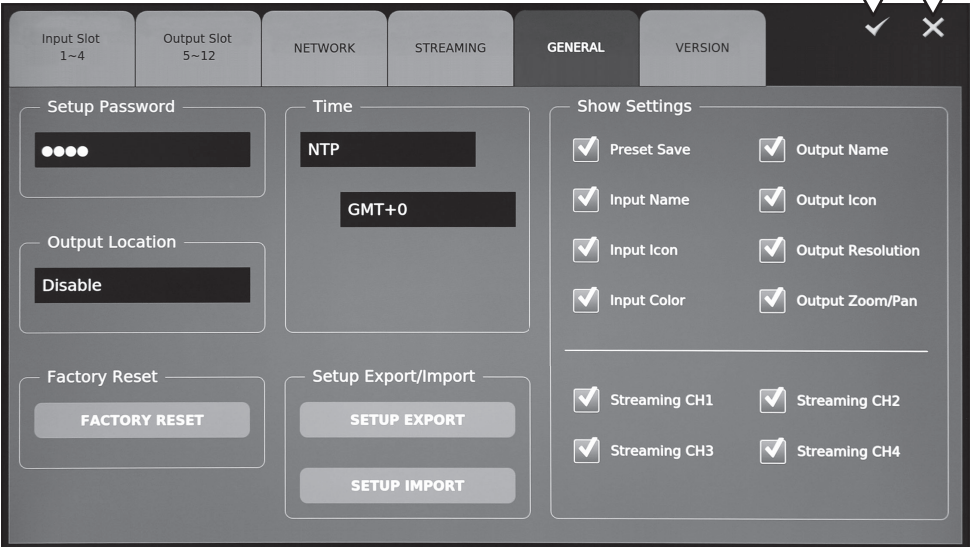 Input Slot
1~4
Output Slot
5~12
NETWORK
STREAMING
GENERAL
VERSION
Setup Password
●●●●
Output Location
Disable
Factory Reset
FACTORY RESET
Time
NTP
GMT+0
Setup Export/Import
SETUP EXPORT
SETUP IMPORT
Show Settings
Preset Save
Output Name
Input Name
Output Icon
Input Icon
Output Resolution
Input Color
Output Zoom/Pan
Streaming CH1
Streaming CH2
Streaming CH3
Streaming CH4